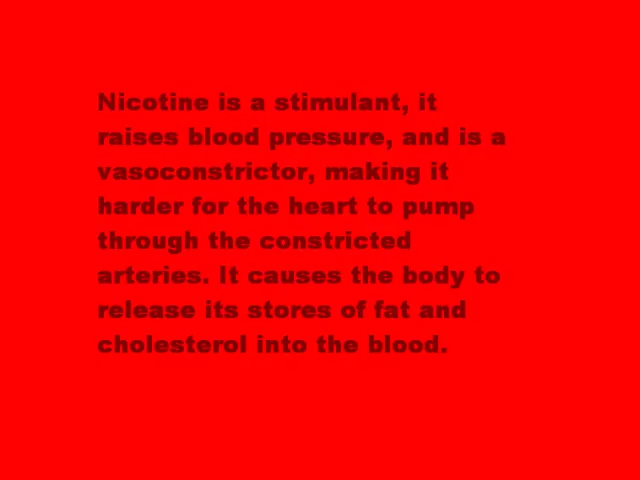 Nicotine is a stimulant, it
raises blood pressure, and is a
vasoconstrictor, making it
harder for the heart to pump
through the constricted
arteries. It causes the body to
release its stores of fat and
cholesterol into the blood.